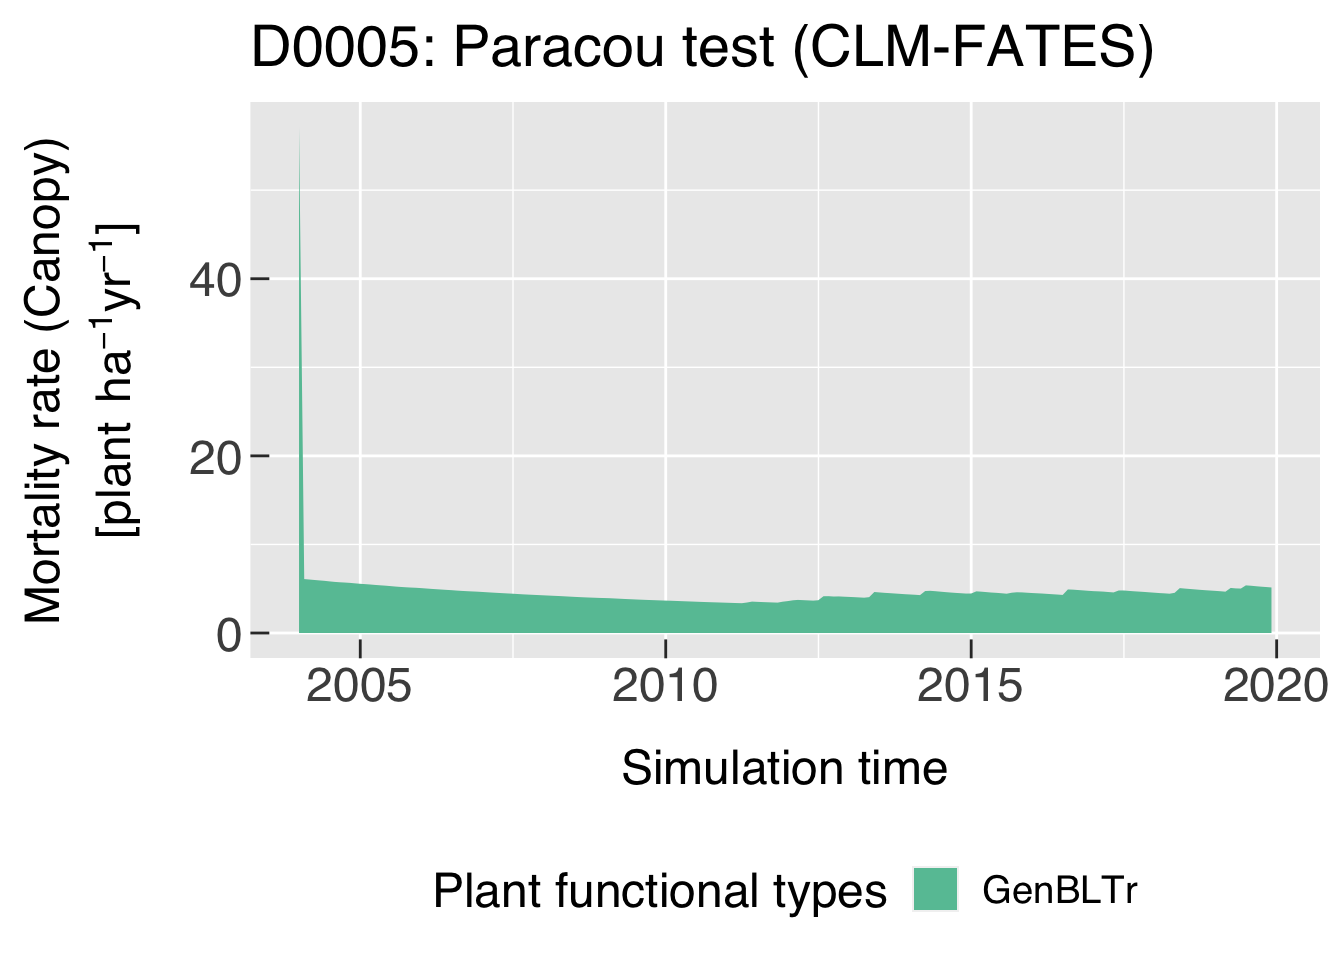 D0005: Paracou test (CLM-FATES)
Mortality rate (Canopy)
[plant ha⁻¹yr⁻¹]
40
20
0
2005 2010 2015 2020
Simulation time
Plant functional types GenBLTr